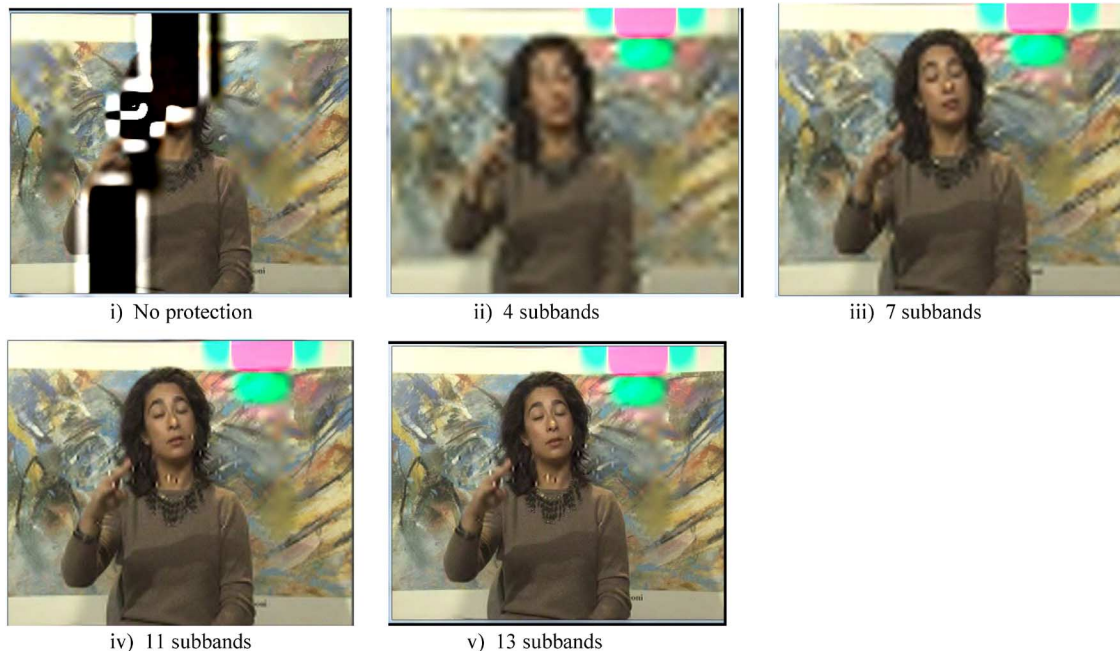 i) No protection
ii) 4 subbands
iii) 7 subbands
iv) 11 subbands
v) 13 subbands